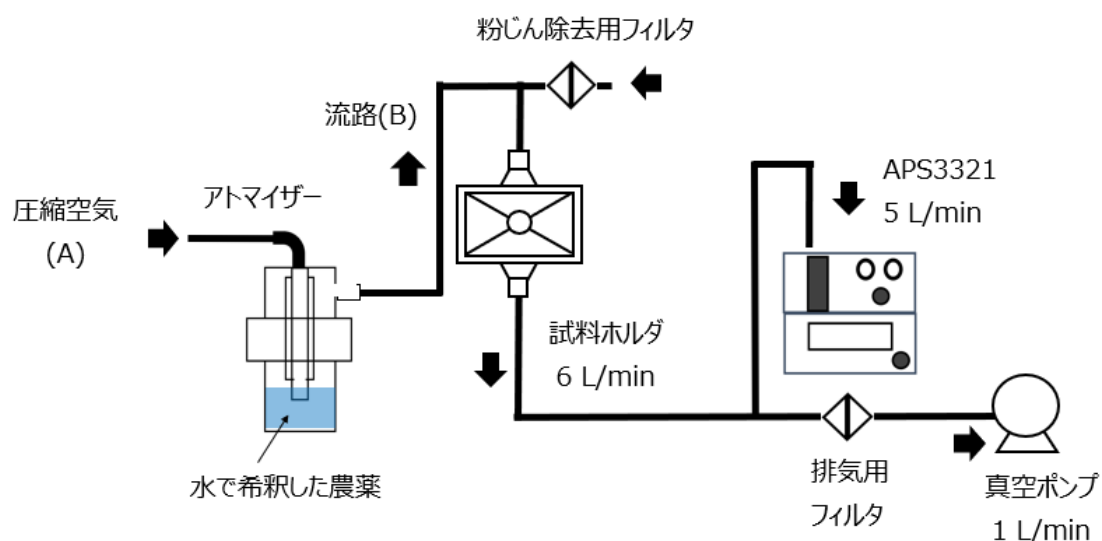 粉じん除去用フィルタ
流路(B)
アトマイザー
圧縮空気
(A)
APS3321
5 L/min
試料ホルダ
6 L/min
水で希釈した農薬
排気用
フィルタ
真空ポンプ
1 L/min